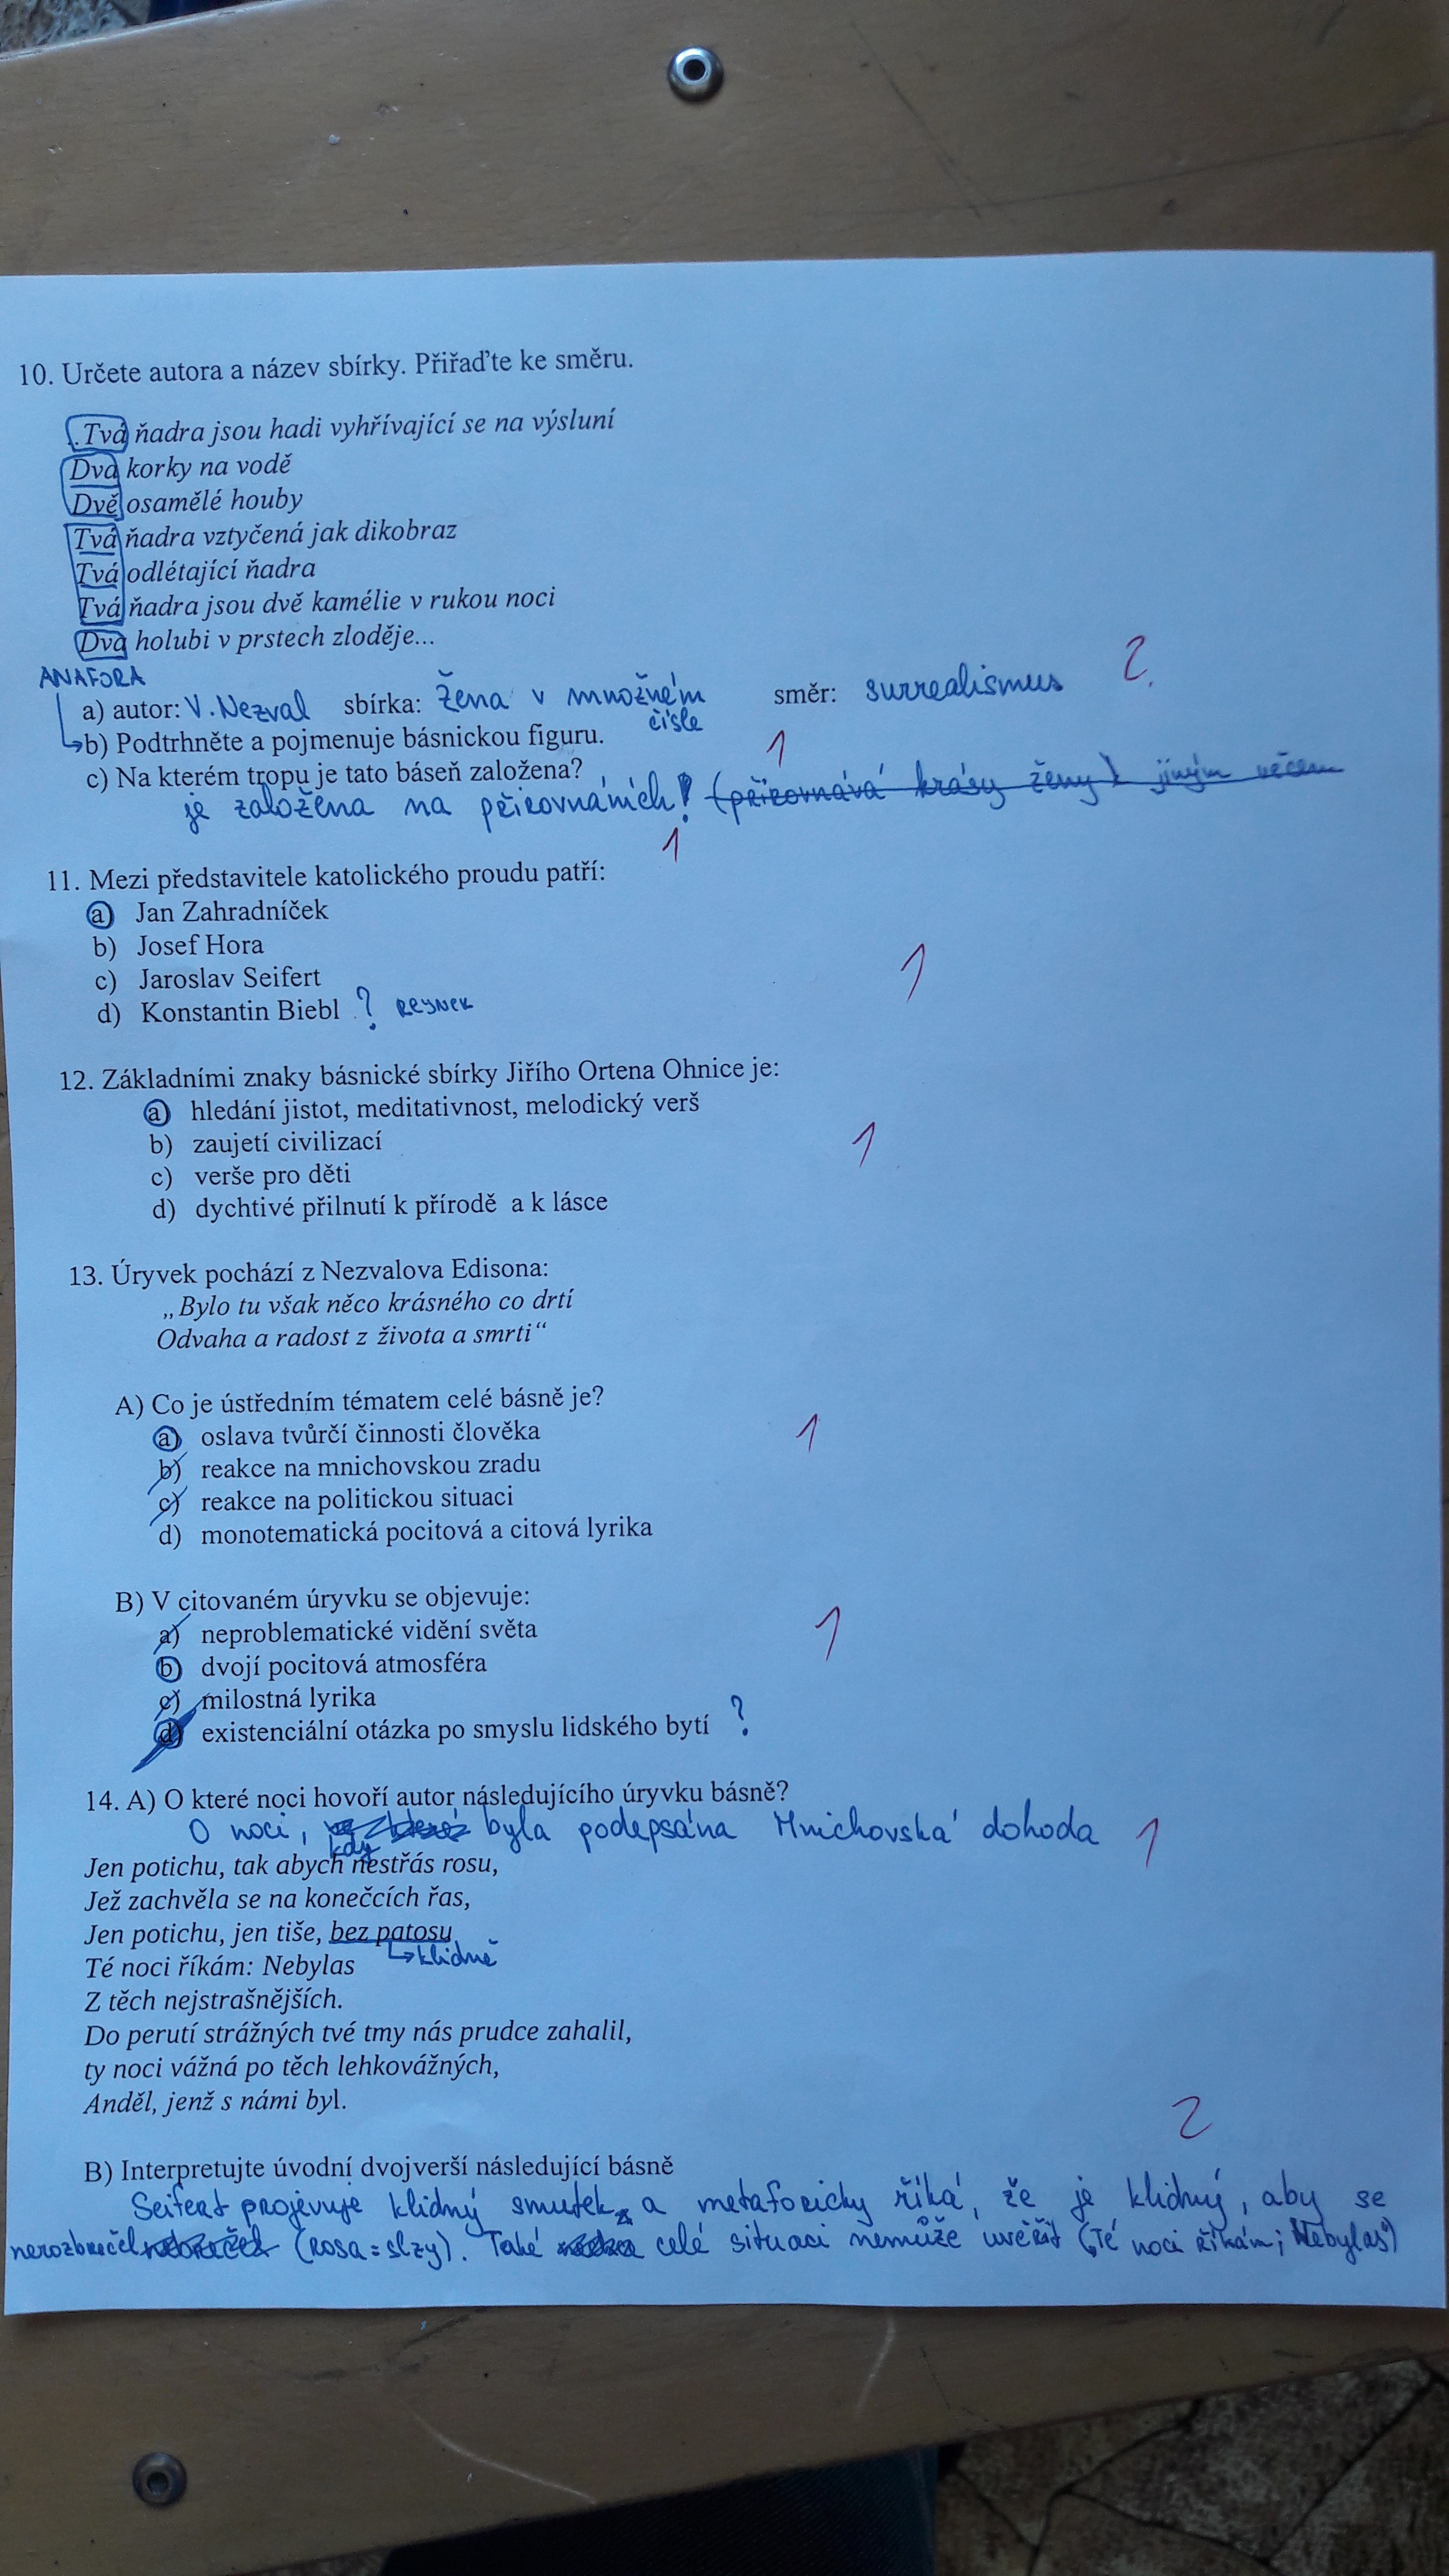 10. Určete autora a název sbírky. Přiřaďte ke směru.
..Tvá ňadra jsou hadi vyhřívající se na výsluní
Dva korky na vodě
Dvě osamělé houby
Tvá ňadra vztyčená jak dikobraz
Tvá odlétající ňadra
Tvá ňadra jsou dvě kamélie v rukou noci
Dva holubi v prstech zloděje...
ANAFORA
a) autor: V. Nezval sbírka: Žena v množném čísle směr: surrealismus 2
b) Podtrhněte a pojmenuje básnickou figuru. 1
c) Na kterém tropu je tato báseň založena?
je založena na přirovnáních! (přirovnává krásy ženy k jiným věcem
1
11. Mezi představitele katolického proudu patří:
a) Jan Zahradníček
b) Josef Hora
c) Jaroslav Seifert 1
d) Konstantin Biebl ? REYNEK
12. Základními znaky básnické sbírky Jiřího Ortena Ohnice je:
a) hledání jistot, meditativnost, melodický verš
b) zaujetí civilizací 1
c) verše pro děti
d) dychtivé přilnutí k přírodě a k lásce
13. Úryvek pochází z Nezvalova Edisona:
„Bylo tu však něco krásného co drtí
Odvaha a radost z života a smrti“
A) Co je ústředním tématem celé básně je?
a) oslava tvůrčí činnosti člověka 1
b) reakce na mnichovskou zradu
c) reakce na politickou situaci
d) monotematická pocitová a citová lyrika
B) V citovaném úryvku se objevuje:
a) neproblematické vidění světa 1
b) dvojí pocitová atmosféra
c) milostná lyrika
d) existenciální otázka po smyslu lidského bytí ?
14. A) O které noci hovoří autor následujícího úryvku básně?
O noci, kdy byla podepsána Mnichovská dohoda 1
Jen potichu, tak abych nestřás rosu,
Jež zachvěla se na konečcích řas,
Jen potichu, jen tiše, bez patosu
klidně
Té noci říkám: Nebylas
Z těch nejstrašnějších.
Do perutí strážných tvé tmy nás prudce zahalil,
ty noci vážná po těch lehkovážných,
Anděl, jenž s námi byl.
2
B) Interpretujte úvodní dvojverší následující básně
Seifert projevuje klidný smutek a metaforicky říká, že je klidný, aby se
nerozbrečel (rosa = slzy). Také celé situaci nemůže uvěřit („Té noci říkám; Nebylas“)